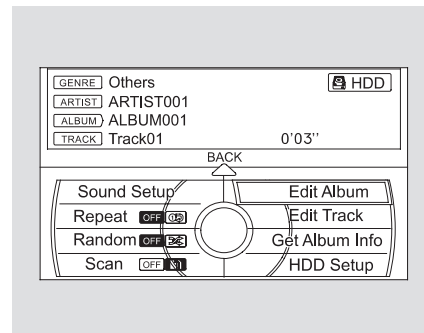 GENRE Others HDD
ARTIST ARTIST001
ALBUM ALBUM001
TRACK Track01 0'03''
BACK
Sound Setup
Repeat OFF
Random OFF
Scan OFF
Edit Album
Edit Track
Get Album Info
HDD Setup